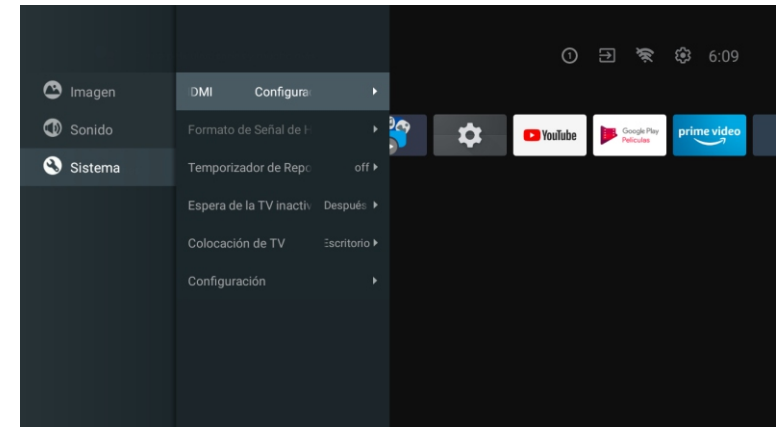 6:09
Imagen
Sonido
Sistema
DMI Configura
Formato de Señal de H
Temporizador de Repo off
Espera de la TV inactiv Después
Colocación de TV Escritorio
Configuración
YouTube
Google Play
Películas
prime video